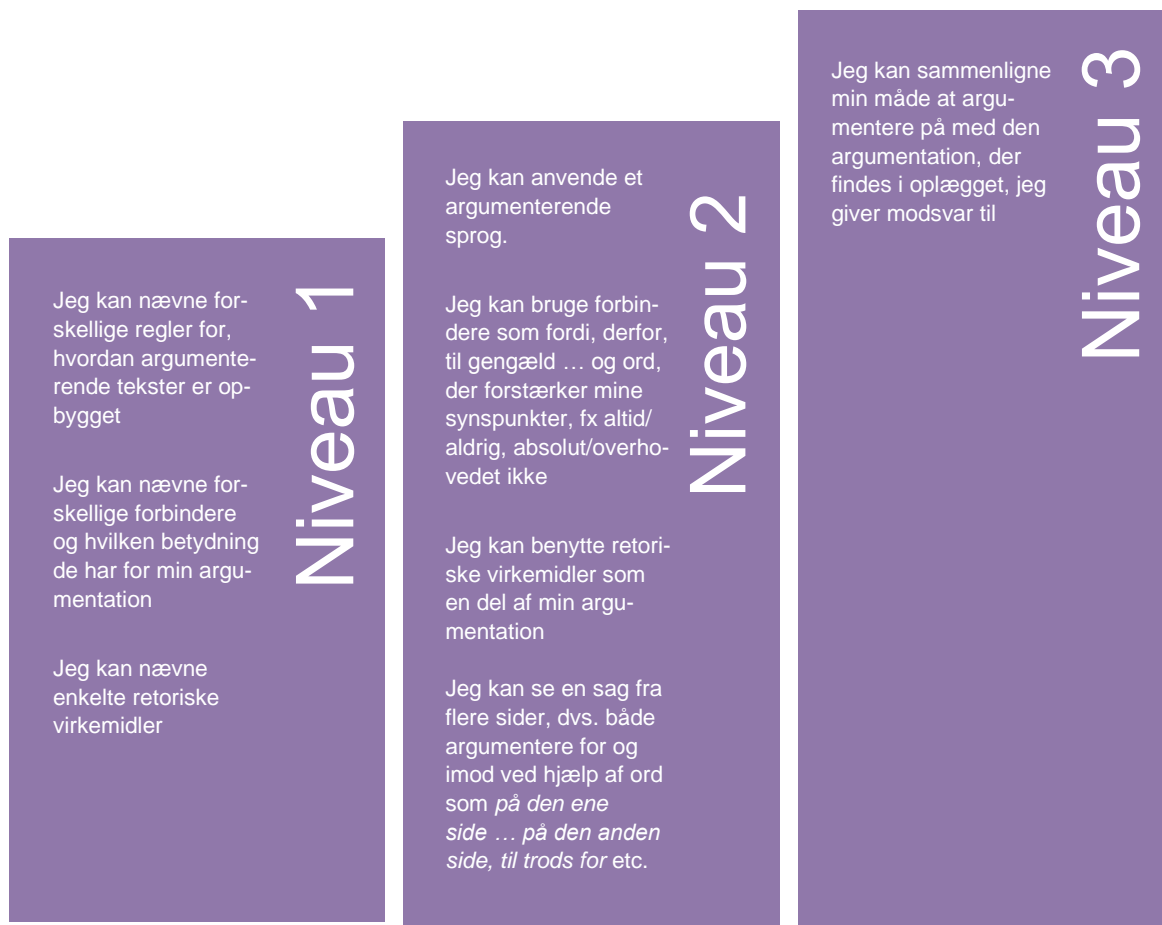 Niveau 1
Jeg kan nævne for-
skellige regler for,
hvordan argumente-
rende tekster er op-
bygget
Jeg kan nævne for-
skellige forbindere
og hvilken betydning
de har for min argu-
mentation
Jeg kan nævne
enkelte retoriske
virkemidler
Niveau 2
Jeg kan anvende et
argumenterende
sprog.
Jeg kan bruge forbin-
dere som fordi, derfor,
til gengæld … og ord,
der forstærker mine
synspunkter, fx altid/
aldrig, absolut/overho-
vedet ikke
Jeg kan benytte retori-
ske virkemidler som
en del af min argu-
mentation
Jeg kan se en sag fra
flere sider, dvs. både
argumentere for og
imod ved hjælp af ord
som på den ene
side … på den anden
side, til trods for etc.
Niveau 3
Jeg kan sammenligne
min måde at argu-
mentere på med den
argumentation, der
findes i oplægget, jeg
giver modsvar til